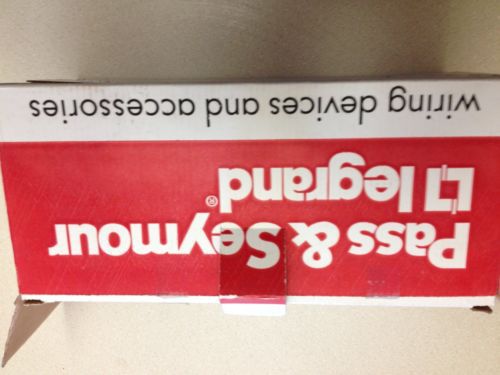 Pass & Seymour
legrand®
wiring devices and accessories